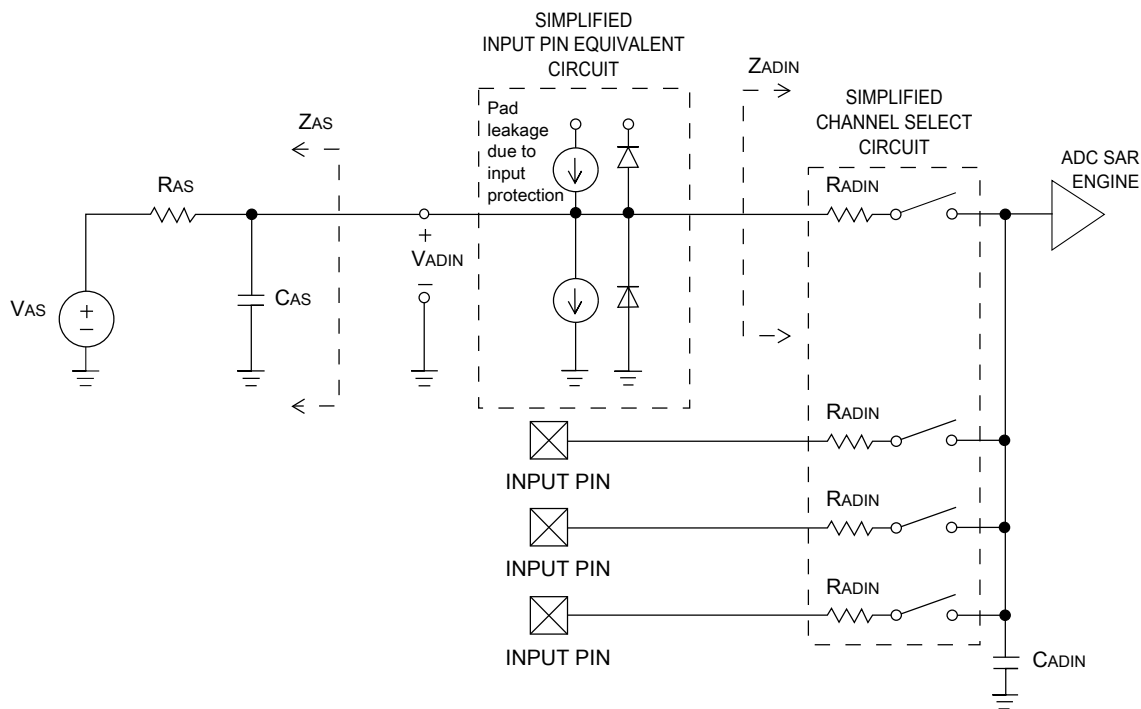 SIMPLIFIED
INPUT PIN EQUIVALENT
CIRCUIT
ZADIN
SIMPLIFIED
CHANNEL SELECT
CIRCUIT
ADC SAR
ENGINE
Pad
leakage
due to
input
protection
ZAS
RAS
RADIN
+
VADIN
–
VAS
+
–
CAS
RADIN
INPUT PIN
RADIN
INPUT PIN
RADIN
INPUT PIN
CADIN